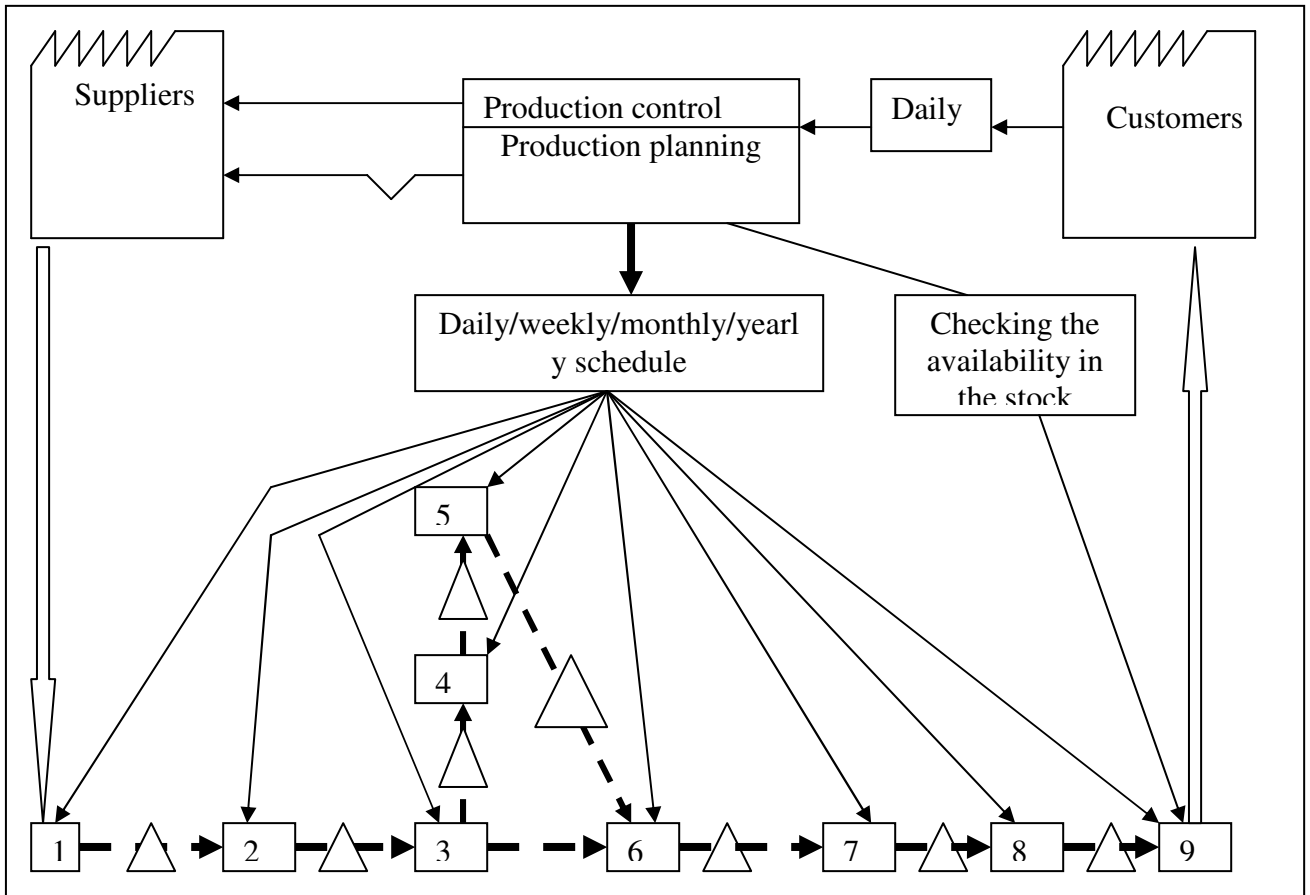 Suppliers
Production control
Production planning
Daily
Customers
Daily/weekly/monthly/yearl
y schedule
Checking the
availability in
the stock
5
4
1
2
3
6
7
8
9